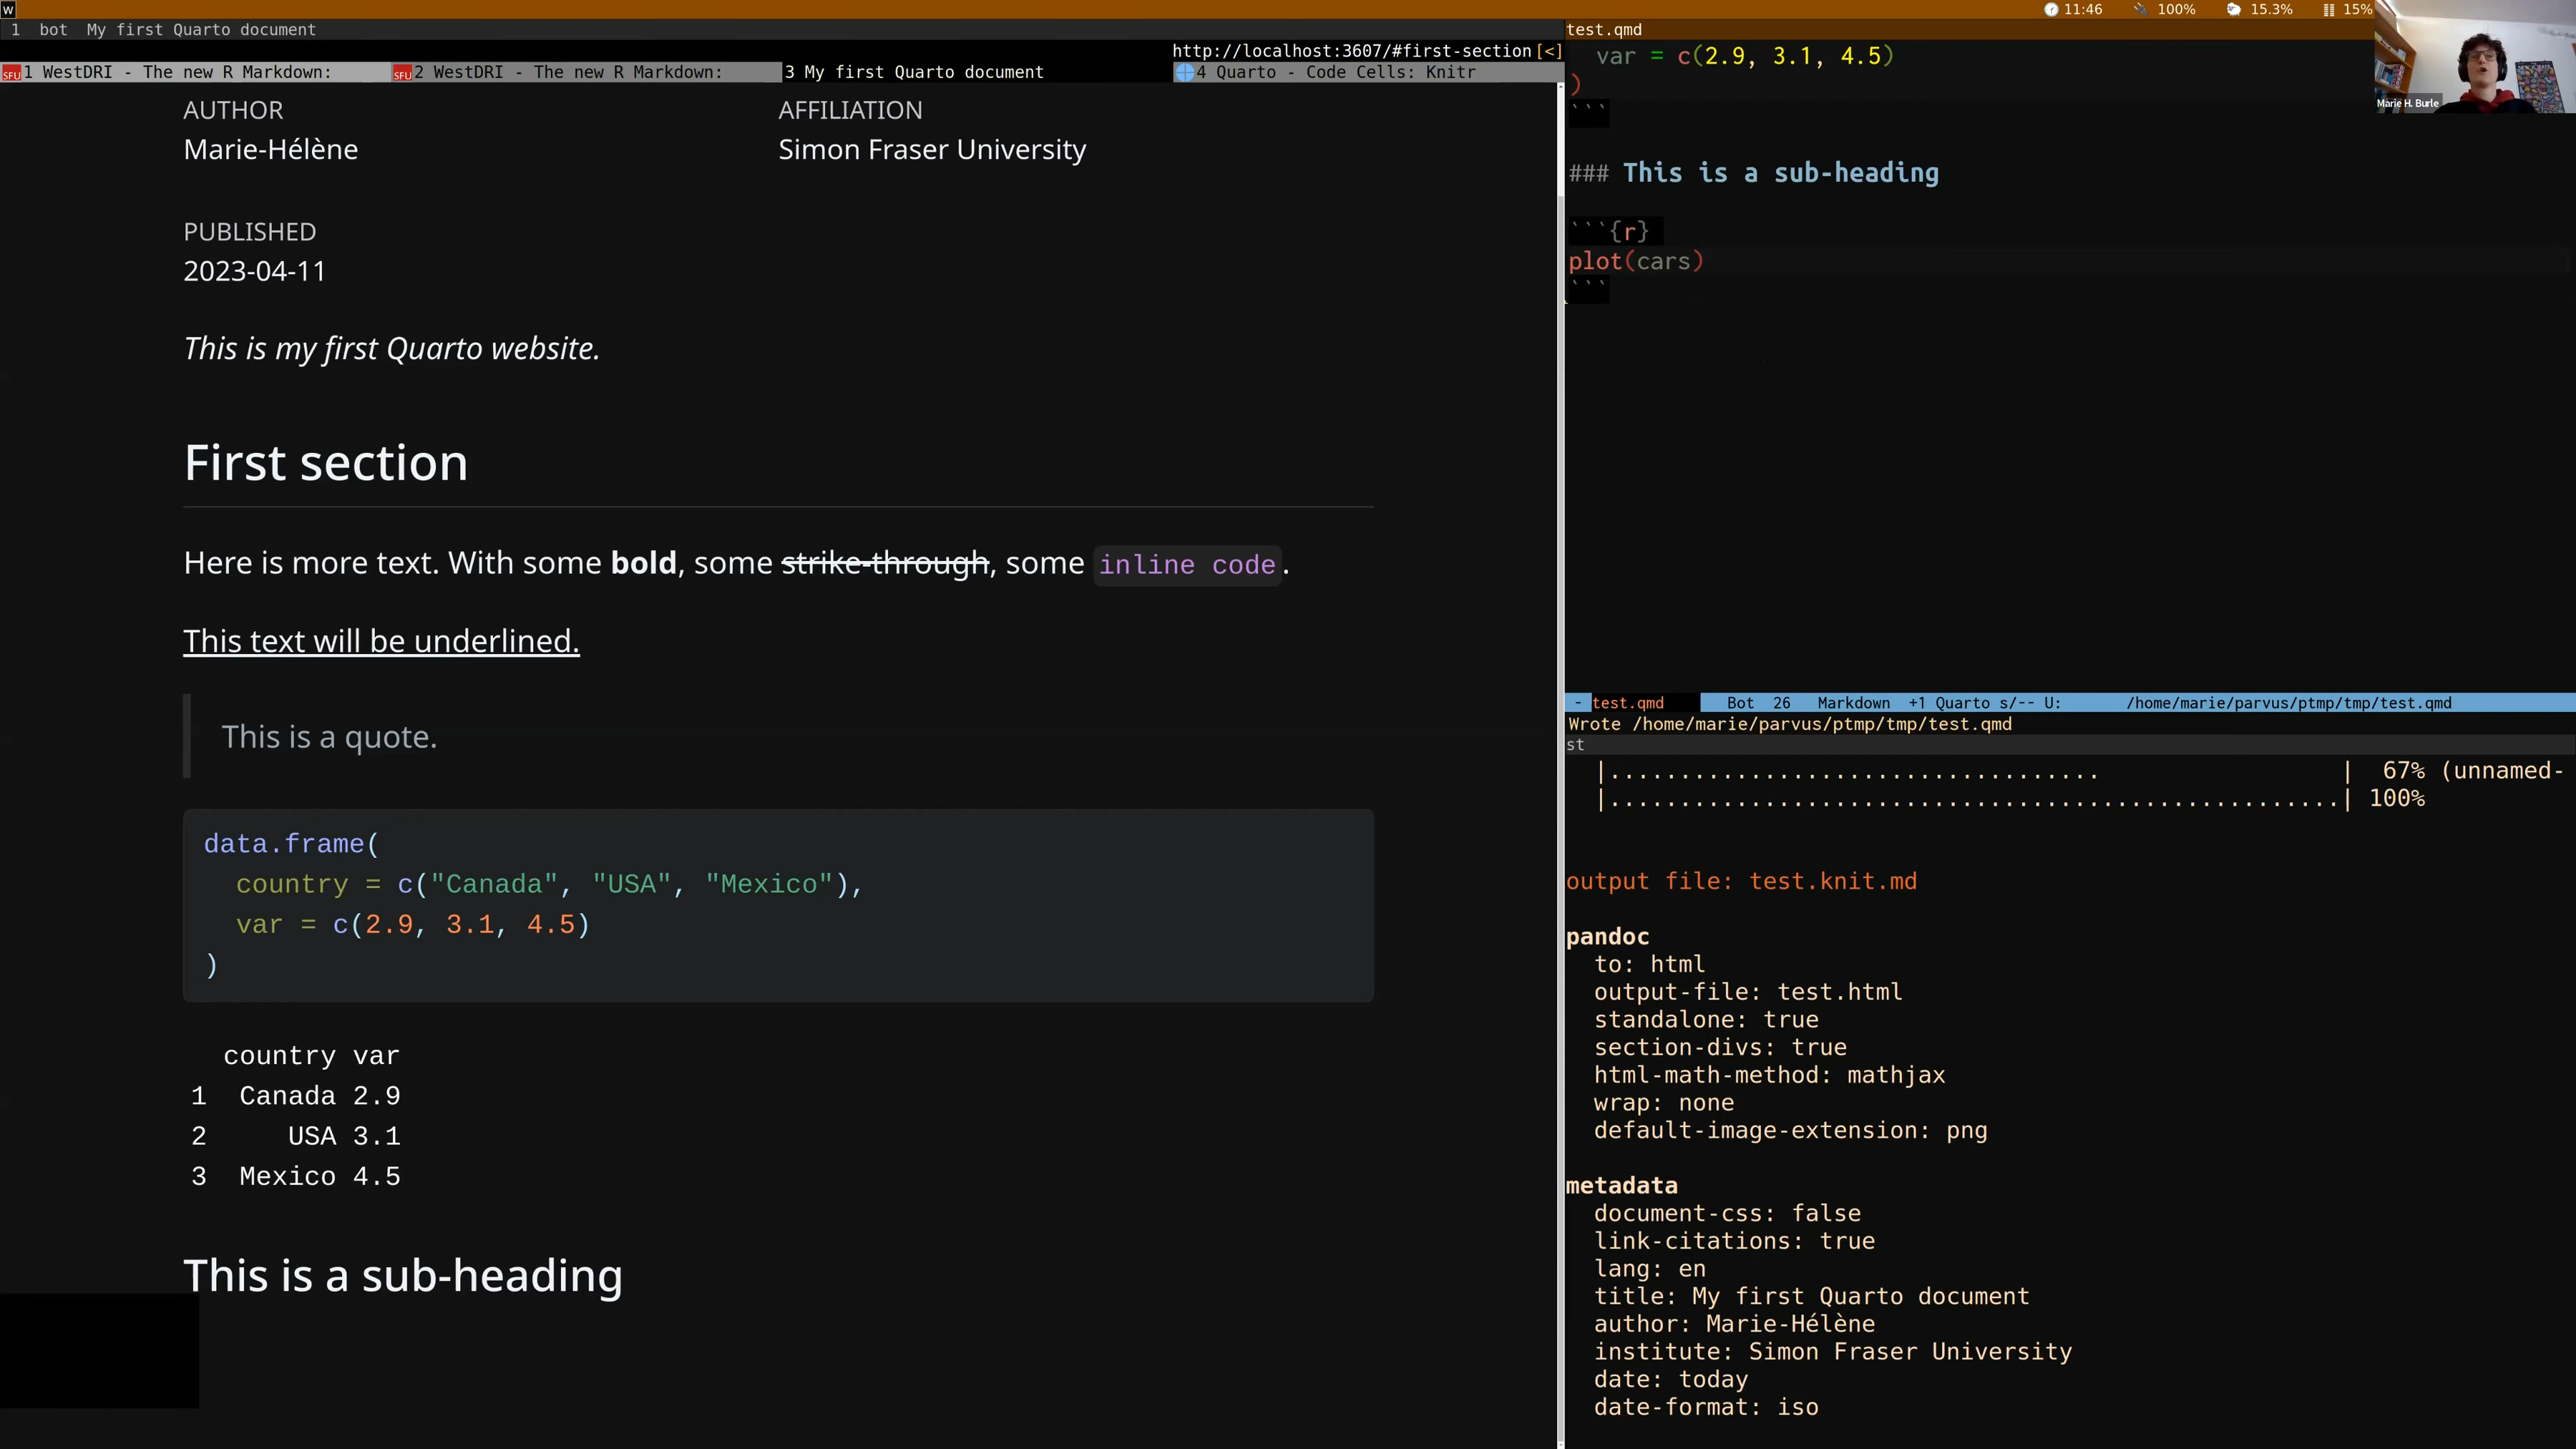 W
11:46 100% 15.3% 15%
1 bot My first Quarto document
http://localhost:3607/#first-section[<]
SFU 1 WestDRI - The new R Markdown: SFU 2 WestDRI - The new R Markdown: 3 My first Quarto document 4 Quarto - Code Cells: Knitr
AUTHOR AFFILIATION
Marie-Hélène Simon Fraser University
PUBLISHED
2023-04-11
This is my first Quarto website.
First section
Here is more text. With some bold, some strike-through, some inline code.
This text will be underlined.
This is a quote.
data.frame(
  country = c("Canada", "USA", "Mexico"),
  var = c(2.9, 3.1, 4.5)
)
  country var
1  Canada 2.9
2     USA 3.1
3  Mexico 4.5
This is a sub-heading
test.qmd
  var = c(2.9, 3.1, 4.5)
)
```
### This is a sub-heading
```{r}
plot(cars)
```
Marie H. Burle
- test.qmd Bot 26 Markdown +1 Quarto s/-- U: /home/marie/parvus/ptmp/tmp/test.qmd
Wrote /home/marie/parvus/ptmp/tmp/test.qmd
st
  |...................................                 |  67% (unnamed-
  |....................................................| 100%
output file: test.knit.md
pandoc
  to: html
  output-file: test.html
  standalone: true
  section-divs: true
  html-math-method: mathjax
  wrap: none
  default-image-extension: png
metadata
  document-css: false
  link-citations: true
  lang: en
  title: My first Quarto document
  author: Marie-Hélène
  institute: Simon Fraser University
  date: today
  date-format: iso